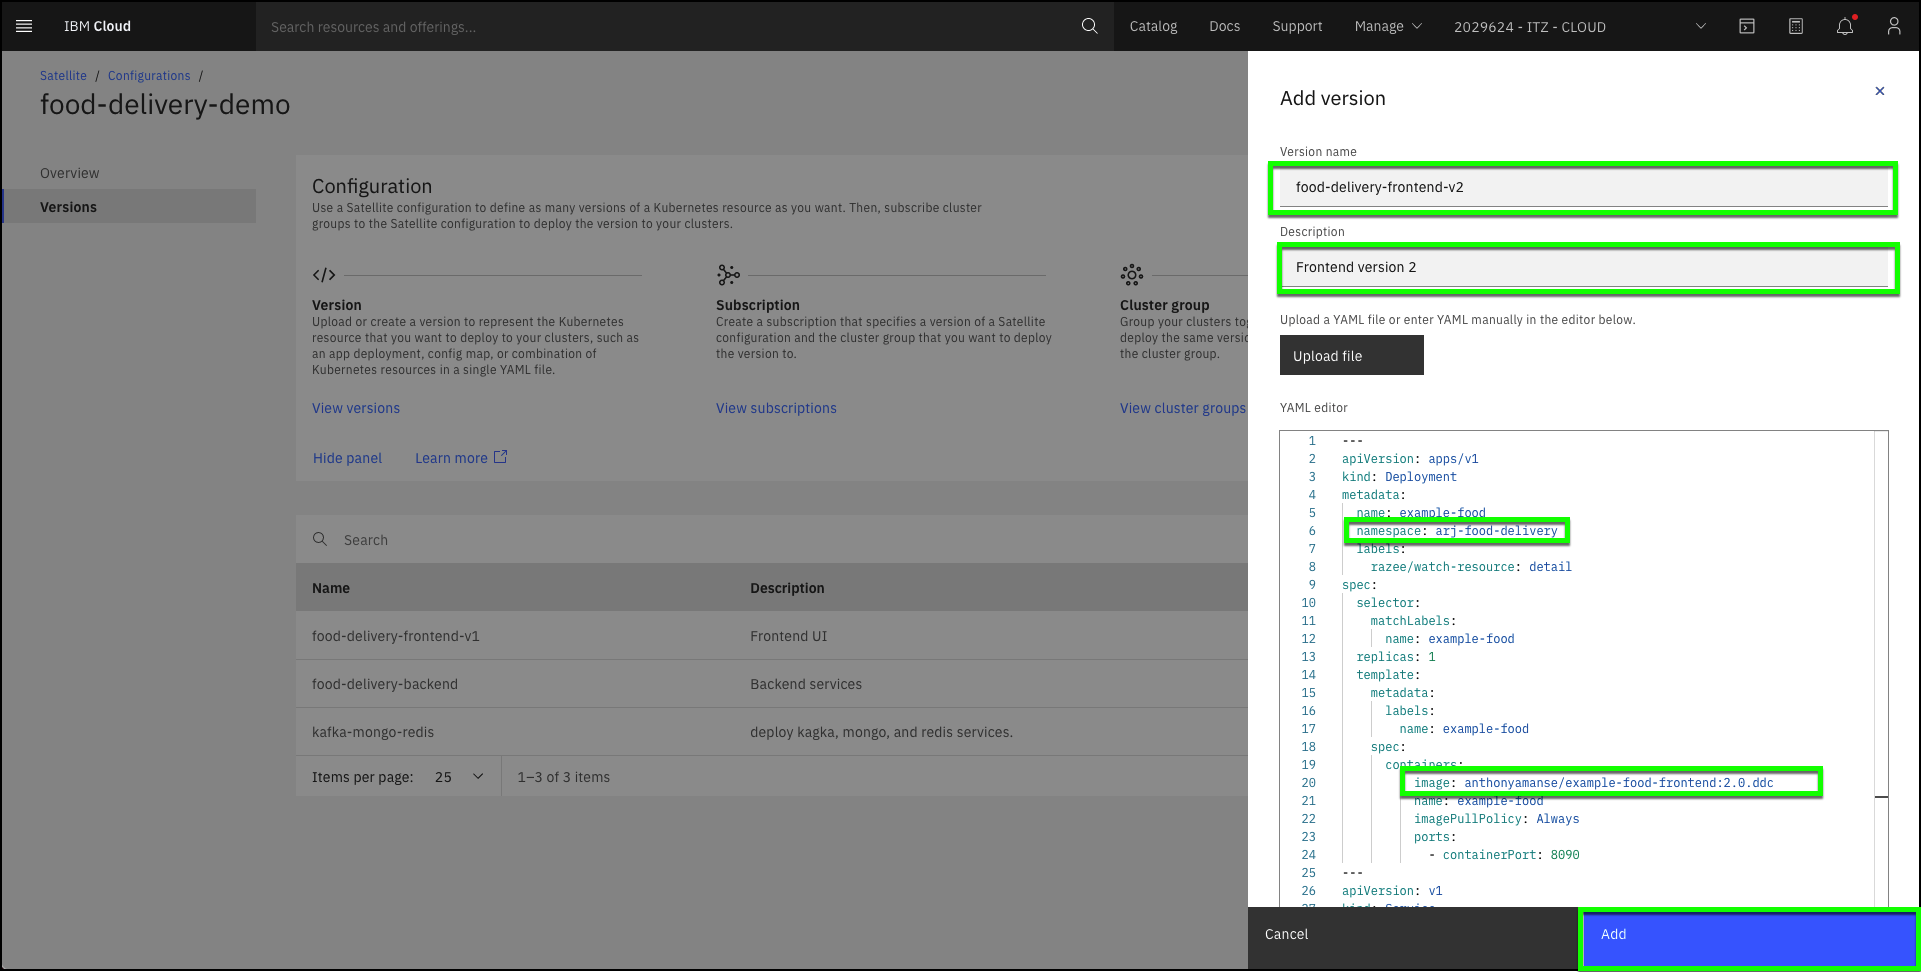 IBM Cloud
Search resources and offerings...
Catalog
Docs
Support
Manage
2029624 - ITZ - CLOUD
Satellite / Configurations /
food-delivery-demo
Overview
Versions
Configuration
Use a Satellite configuration to define as many versions of a Kubernetes resource as you want. Then, subscribe cluster
groups to the Satellite configuration to deploy the version to your clusters.
Version
Upload or create a version to represent the Kubernetes
resource that you want to deploy to your clusters, such as
an app deployment, config map, or combination of
Kubernetes resources in a single YAML file.
View versions
Subscription
Create a subscription that specifies a version of a Satellite
configuration and the cluster group that you want to deploy
the version to.
View subscriptions
Cluster group
Group your clusters to
deploy the same versi
the cluster group.
View cluster groups
Hide panel
Learn more
Search
Name Description
food-delivery-frontend-v1 Frontend UI
food-delivery-backend Backend services
kafka-mongo-redis deploy kagka, mongo, and redis services.
Items per page: 25 1–3 of 3 items
Add version
Version name
food-delivery-frontend-v2
Description
Frontend version 2
Upload a YAML file or enter YAML manually in the editor below.
Upload file
YAML editor
1 ---
2 apiVersion: apps/v1
3 kind: Deployment
4 metadata:
5 name: example-food
6 namespace: arj-food-delivery
7 labels:
8 razee/watch-resource: detail
9 spec:
10 selector:
11 matchLabels:
12 name: example-food
13 replicas: 1
14 template:
15 metadata:
16 labels:
17 name: example-food
18 spec:
19 containers:
20 image: anthonyamanse/example-food-frontend:2.0.ddc
21 name: example-food
22 imagePullPolicy: Always
23 ports:
24 - containerPort: 8090
25 ---
26 apiVersion: v1
27 kind: Service
Cancel
Add